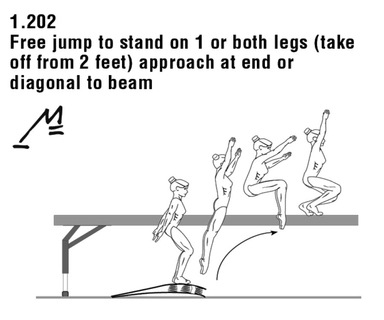 1.202
Free jump to stand on 1 or both legs (take
off from 2 feet) approach at end or
diagonal to beam